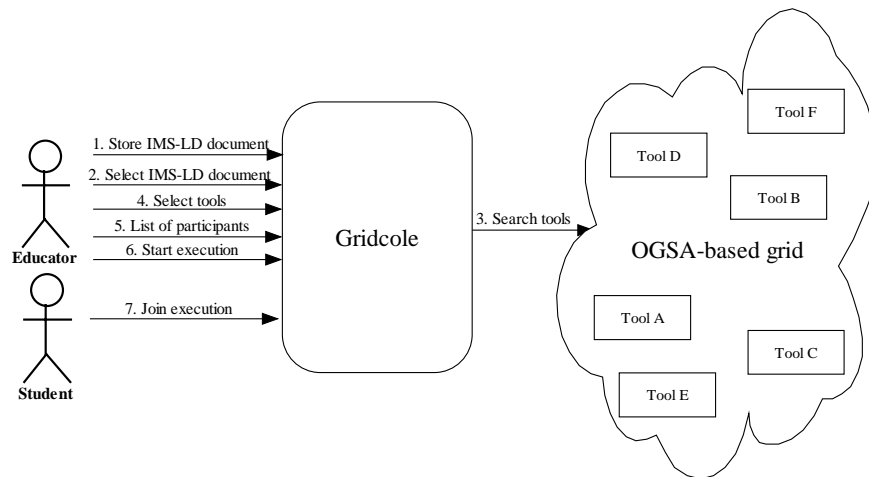 1. Store IMS-LD document
2. Select IMS-LD document
4. Select tools
5. List of participants
6. Start execution
Educator
7. Join execution
Student
Gridcole
3. Search tools
OGSA-based grid
Tool F
Tool D
Tool B
Tool A
Tool C
Tool E